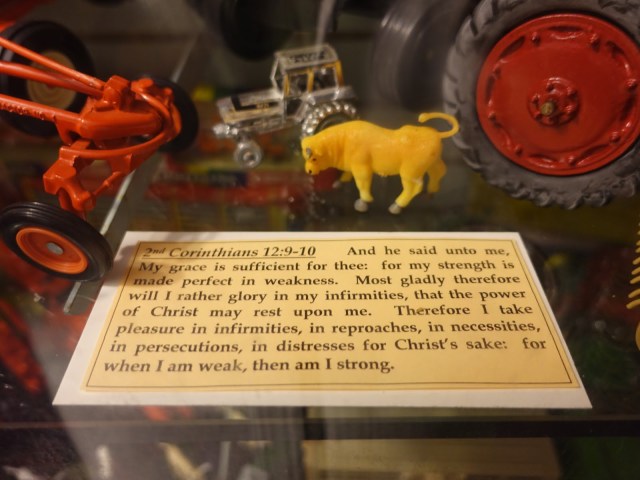 2nd Corinthians 12:9-10 And he said unto me,
My grace is sufficient for thee: for my strength is
made perfect in weakness. Most gladly therefore
will I rather glory in my infirmities, that the power
of Christ may rest upon me. Therefore I take
pleasure in infirmities, in reproaches, in necessities,
in persecutions, in distresses for Christ's sake: for
when I am weak, then am I strong.